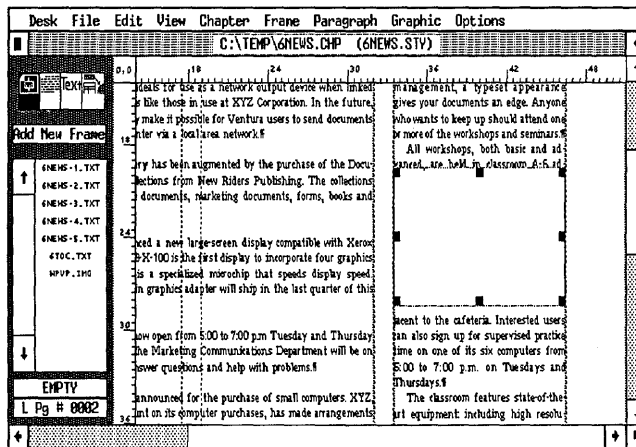 Desk File Edit View Chapter Frame Paragraph Graphic Options
C:\TEMP\6NEWS.CHP (6NEWS.STY)
0,0 18 24 30 36 42 48
Text
Add New Frame
6NEWS-1.TXT
6NEWS-2.TXT
6NEWS-3.TXT
6NEWS-4.TXT
6NEWS-5.TXT
6TOC.TXT
WPVP.IMG
EMPTY
L Pg # 0002
18
24
30
36
deals for use as a network output device when linked
s like those in use at XYZ Corporation. In the future,
make it possible for Ventura users to send documents
nter via a local area network.¶
ry has been augmented by the purchase of the Docu-
lections from New Riders Publishing. The collections
documents, marketing documents, forms, books and
nced a new large-screen display compatible with Xerox
-X-100 is the first display to incorporate four graphics
is a specialized microchip that speeds display speed.
n graphics adapter will ship in the last quarter of this
ow open from 5:00 to 7:00 p.m Tuesday and Thursday
he Marketing Communications Department will be on
swer questions and help with problems.¶
announced for the purchase of small computers. XYZ
nt on its computer purchases, has made arrangements
management, a typeset appearance
gives your documents an edge. Anyone
who wants to keep up should attend one
or more of the workshops and seminars.¶
All workshops, both basic and ad-
vanced, are held in classroom A-6 ad-
acent to the cafeteria. Interested users
can also sign up for supervised practice
time on one of its six computers from
5:00 to 7:00 p.m. on Tuesdays and
Thursdays.¶
The classroom features state-of-the-
art equipment including high resolu-